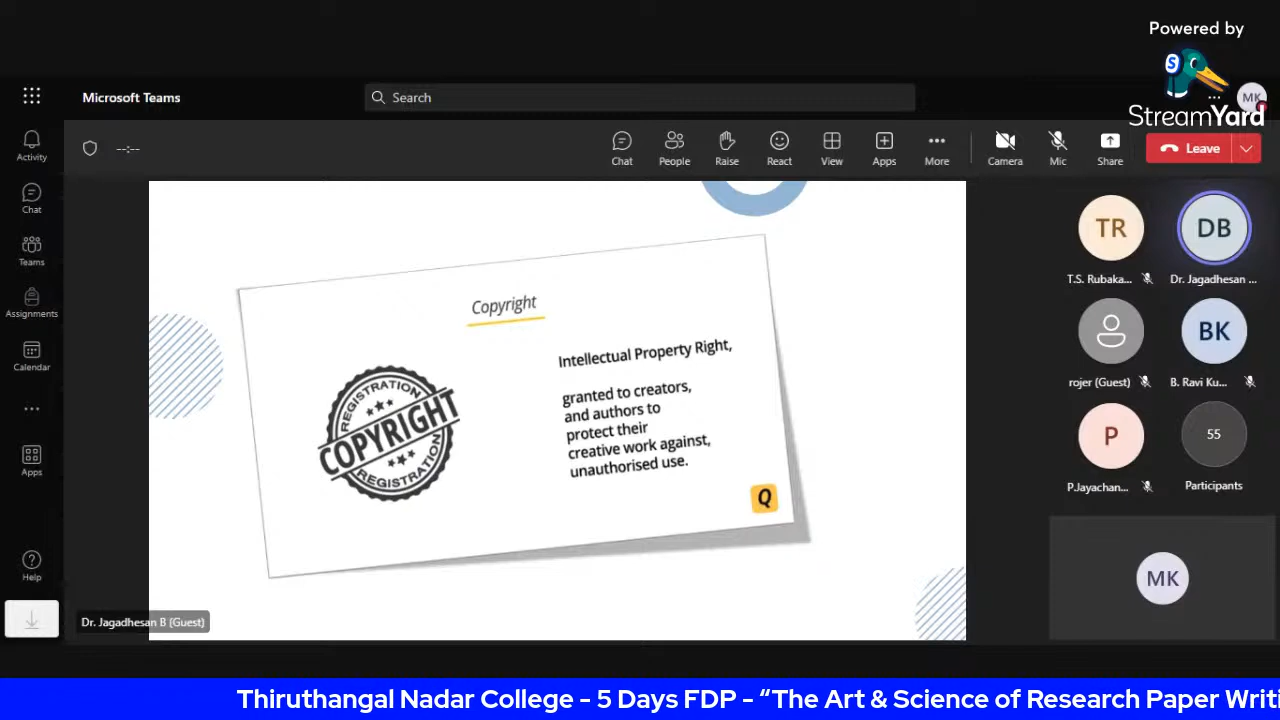 Powered by
StreamYard
Microsoft Teams
Search
MK
Activity
Chat
Teams
Assignments
Calendar
Apps
Help
--:--
Chat
People
Raise
React
View
Apps
More
Camera
Mic
Share
Leave
Copyright
REGISTRATION
COPYRIGHT
REGISTRATION
Intellectual Property Right,
granted to creators,
and authors to
protect their
creative work against,
unauthorised use.
Q
TR
T.S. Rubaka...
DB
Dr. Jagadhesan ...
rojer (Guest)
BK
B. Ravi Ku...
P
P.Jayachan...
55
Participants
MK
Dr. Jagadhesan B (Guest)
Thiruthangal Nadar College - 5 Days FDP - “The Art & Science of Research Paper Writi